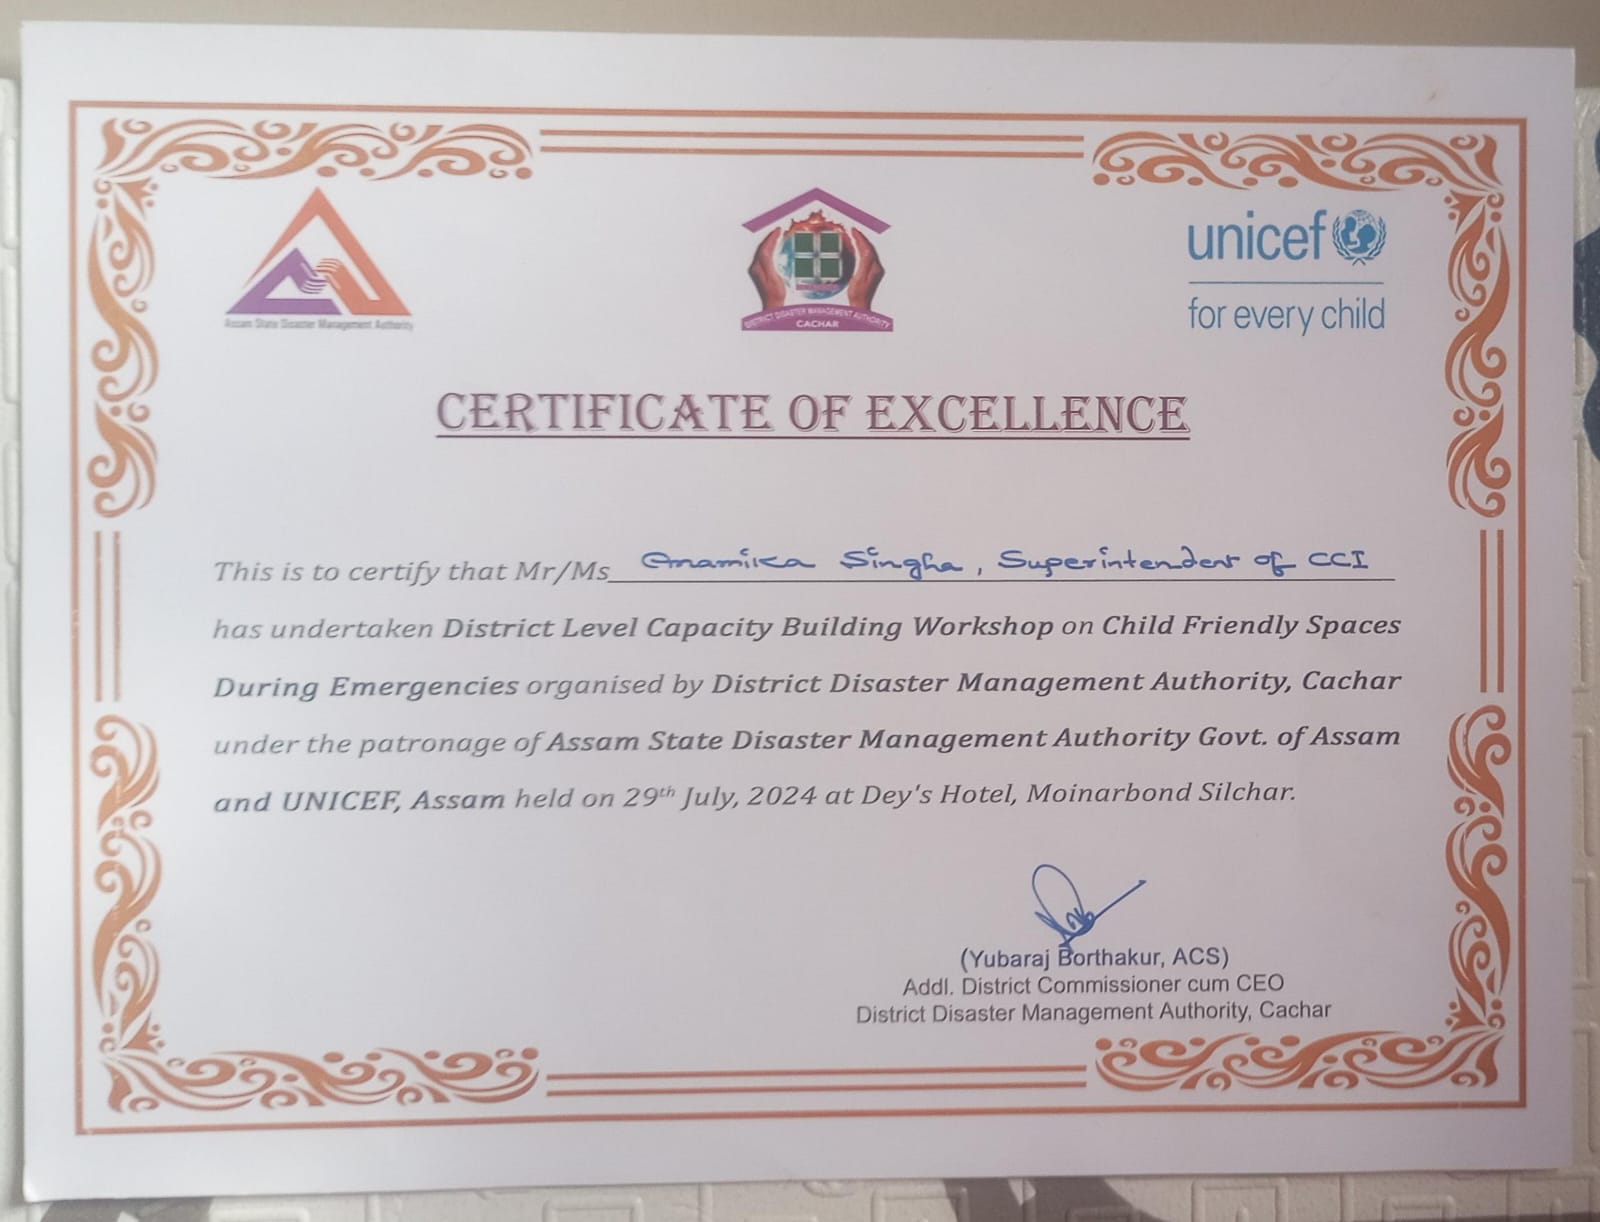 Assam State Disaster Management Authority
DISTRICT DISASTER MANAGEMENT AUTHORITY
CACHAR
unicef
for every child
CERTIFICATE OF EXCELLENCE
This is to certify that Mr/Ms Anamika Singha, Superintendent of CCI
has undertaken District Level Capacity Building Workshop on Child Friendly Spaces
During Emergencies organised by District Disaster Management Authority, Cachar
under the patronage of Assam State Disaster Management Authority Govt. of Assam
and UNICEF, Assam held on 29th July, 2024 at Dey's Hotel, Moinarbond Silchar.
(Yubaraj Borthakur, ACS)
Addl. District Commissioner cum CEO
District Disaster Management Authority, Cachar